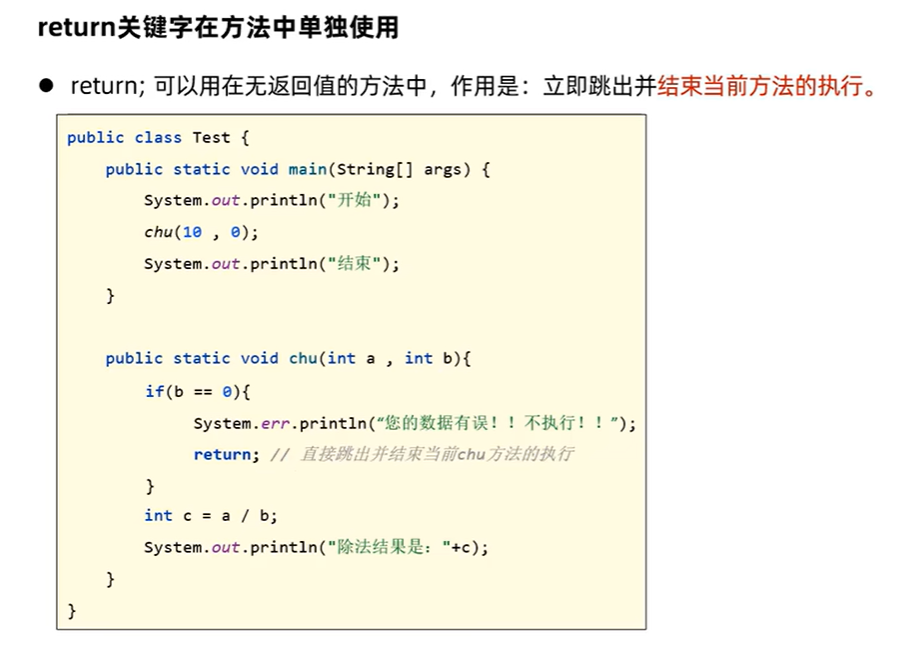 return关键字在方法中单独使用
● return; 可以用在无返回值的方法中，作用是：立即跳出并结束当前方法的执行。
public class Test {
    public static void main(String[] args) {
        System.out.println("开始");
        chu(10 , 0);
        System.out.println("结束");
    }

    public static void chu(int a , int b){
        if(b == 0){
            System.err.println(“您的数据有误！！不执行！！”);
            return; // 直接跳出并结束当前chu方法的执行
        }
        int c = a / b;
        System.out.println("除法结果是："+c);
    }
}